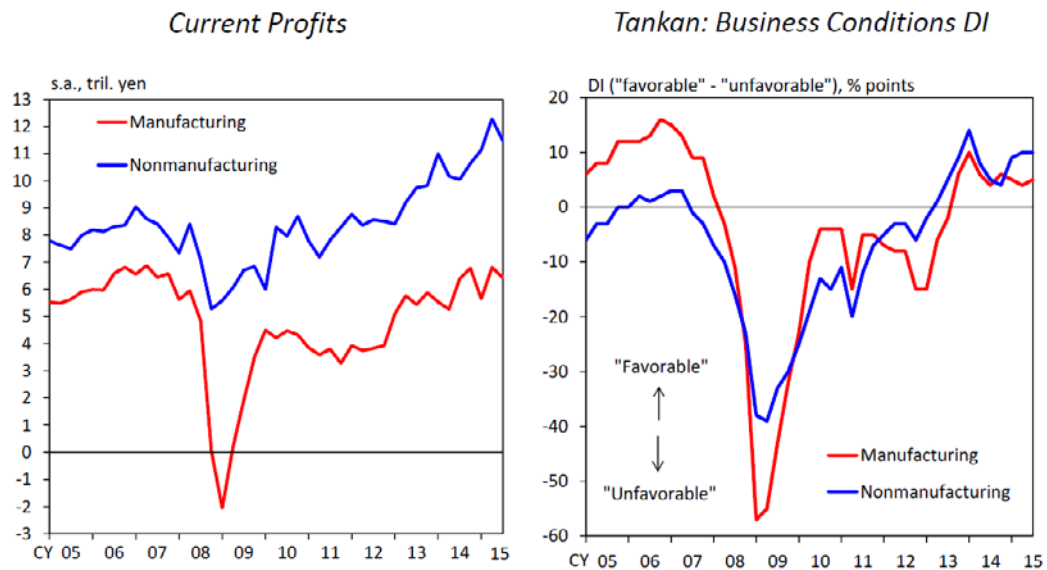 Current Profits
s.a., tril. yen
13
12
11
10
9
8
7
6
5
4
3
2
1
0
-1
-2
-3
Manufacturing
Nonmanufacturing
CY 05 06 07 08 09 10 11 12 13 14 15
Tankan: Business Conditions DI
DI ("favorable" - "unfavorable"), % points
20
10
0
-10
-20
-30
-40
-50
-60
"Favorable"
"Unfavorable"
Manufacturing
Nonmanufacturing
CY 05 06 07 08 09 10 11 12 13 14 15